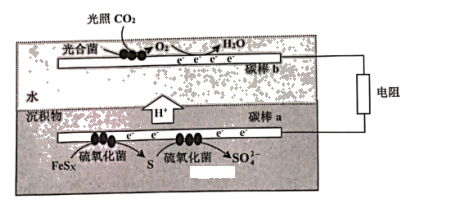 光照 CO₂
光合菌 O₂ H₂O
e⁻ e⁻ e⁻ e⁻
碳棒 b
水
电阻
H⁺
沉积物
碳棒 a
e⁻ e⁻ e⁻ e⁻
硫氧化菌 硫氧化菌
FeSx S SO₄²⁻